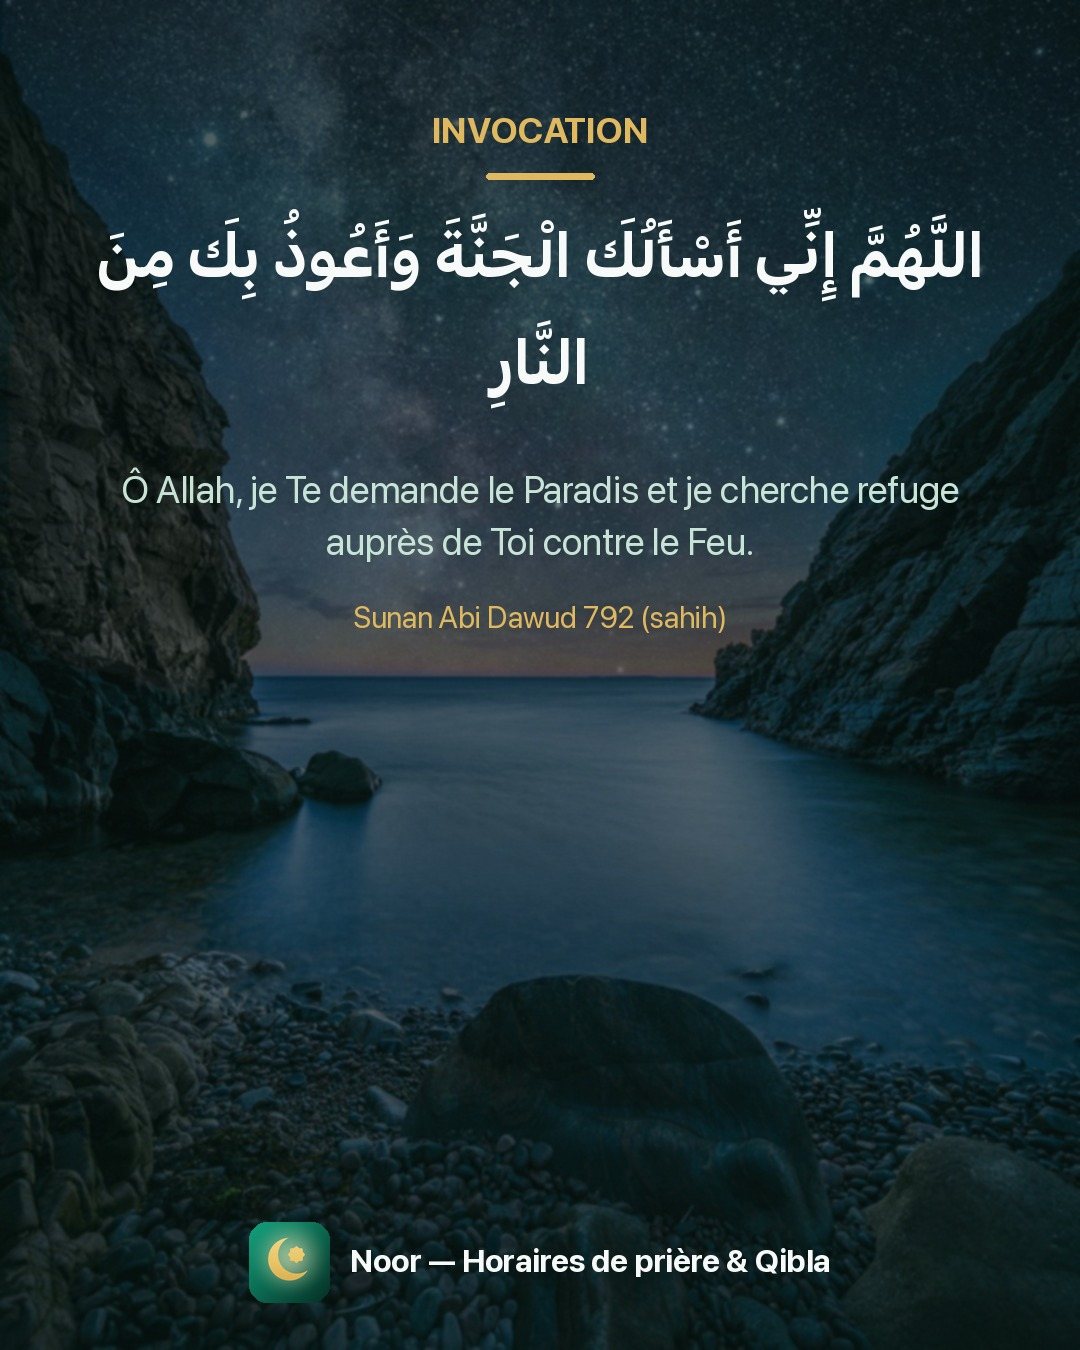 INVOCATION
اللَّهُمَّ إِنِّي أَسْأَلُكَ الْجَنَّةَ وَأَعُوذُ بِكَ مِنَ
النَّارِ
Ô Allah, je Te demande le Paradis et je cherche refuge
auprès de Toi contre le Feu.
Sunan Abi Dawud 792 (sahih)
Noor — Horaires de prière & Qibla